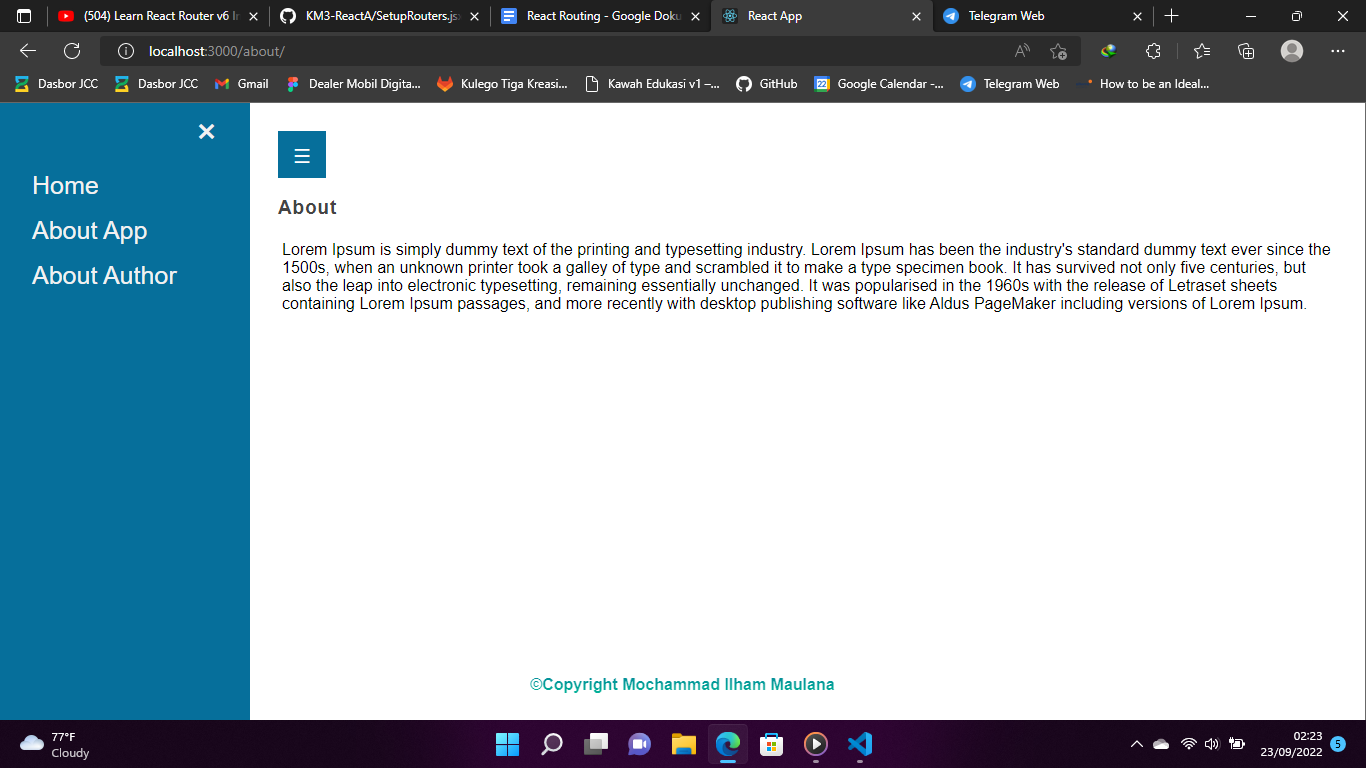 (504) Learn React Router v6 In
KM3-ReactA/SetupRouters.jsx
React Routing - Google Doku
React App
Telegram Web
localhost:3000/about/
Dasbor JCC
Dasbor JCC
Gmail
Dealer Mobil Digita...
Kulego Tiga Kreasi...
Kawah Edukasi v1 –...
GitHub
Google Calendar -...
Telegram Web
How to be an Ideal...
×
☰
Home
About App
About Author
About
Lorem Ipsum is simply dummy text of the printing and typesetting industry. Lorem Ipsum has been the industry's standard dummy text ever since the
1500s, when an unknown printer took a galley of type and scrambled it to make a type specimen book. It has survived not only five centuries, but
also the leap into electronic typesetting, remaining essentially unchanged. It was popularised in the 1960s with the release of Letraset sheets
containing Lorem Ipsum passages, and more recently with desktop publishing software like Aldus PageMaker including versions of Lorem Ipsum.
©Copyright Mochammad Ilham Maulana
77°F
Cloudy
02:23
23/09/2022
5